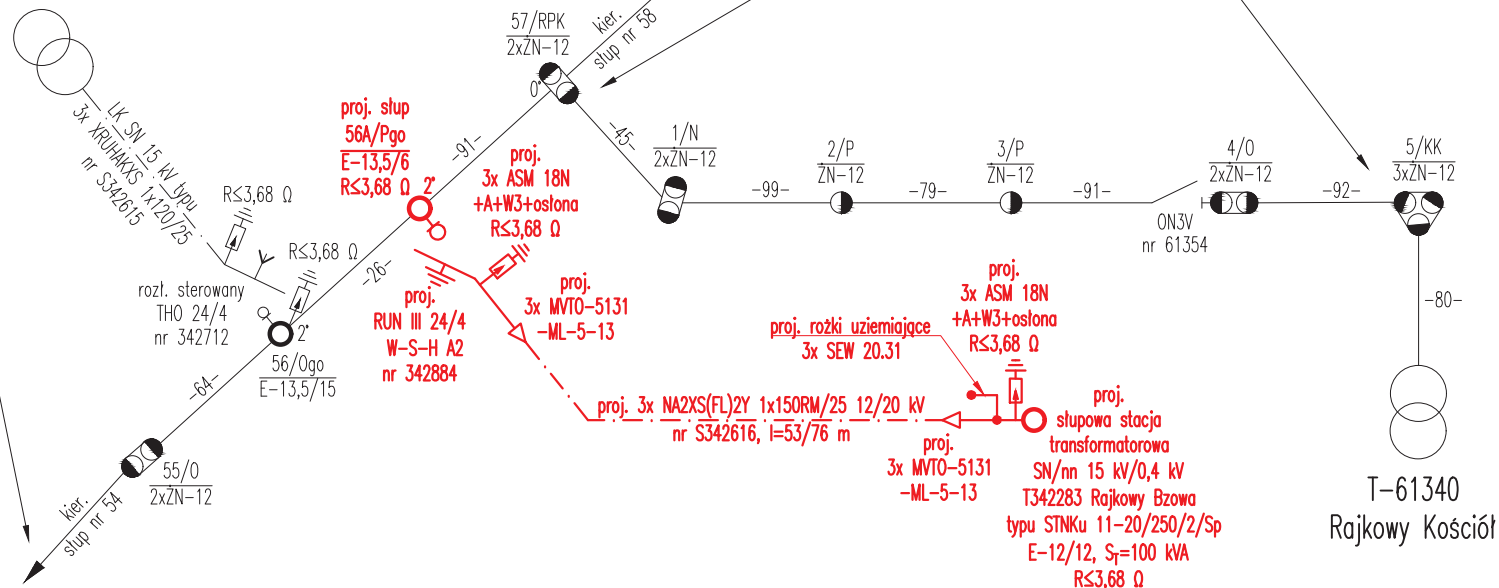 57/RPK
2xŻN-12
kier.
słup nr 58
0°
LK SN 15 kV typu
3x XRUHAKXS 1x120/25
nr S342615
proj. słup
56A/Pgo
E-13,5/6
R≤3,68 Ω
2°
-91-
-45-
1/N
2xŻN-12
-99-
2/P
ŻN-12
-79-
3/P
ŻN-12
-91-
4/O
2xŻN-12
ON3V
nr 61354
-92-
5/KK
3xŻN-12
-80-
T-61340
Rajkowy Kościół
R≤3,68 Ω
R≤3,68 Ω
rozł. sterowany
THO 24/4
nr 342712
2°
-26-
56/Ogo
E-13,5/15
-64-
55/O
2xŻN-12
kier.
słup nr 54
proj.
3x ASM 18N
+A+W3+osłona
R≤3,68 Ω
proj.
RUN III 24/4
W-S-H A2
nr 342884
proj.
3x MVTO-5131
-ML-5-13
proj. 3x NA2XS(FL)2Y 1x150RM/25 12/20 kV
nr S342616, l=53/76 m
proj. rożki uziemiające
3x SEW 20.31
proj.
3x ASM 18N
+A+W3+osłona
R≤3,68 Ω
proj.
3x MVTO-5131
-ML-5-13
proj.
słupowa stacja
transformatorowa
SN/nn 15 kV/0,4 kV
T342283 Rajkowy Bzowa
typu STNKu 11-20/250/2/Sp
E-12/12, ST=100 kVA
R≤3,68 Ω